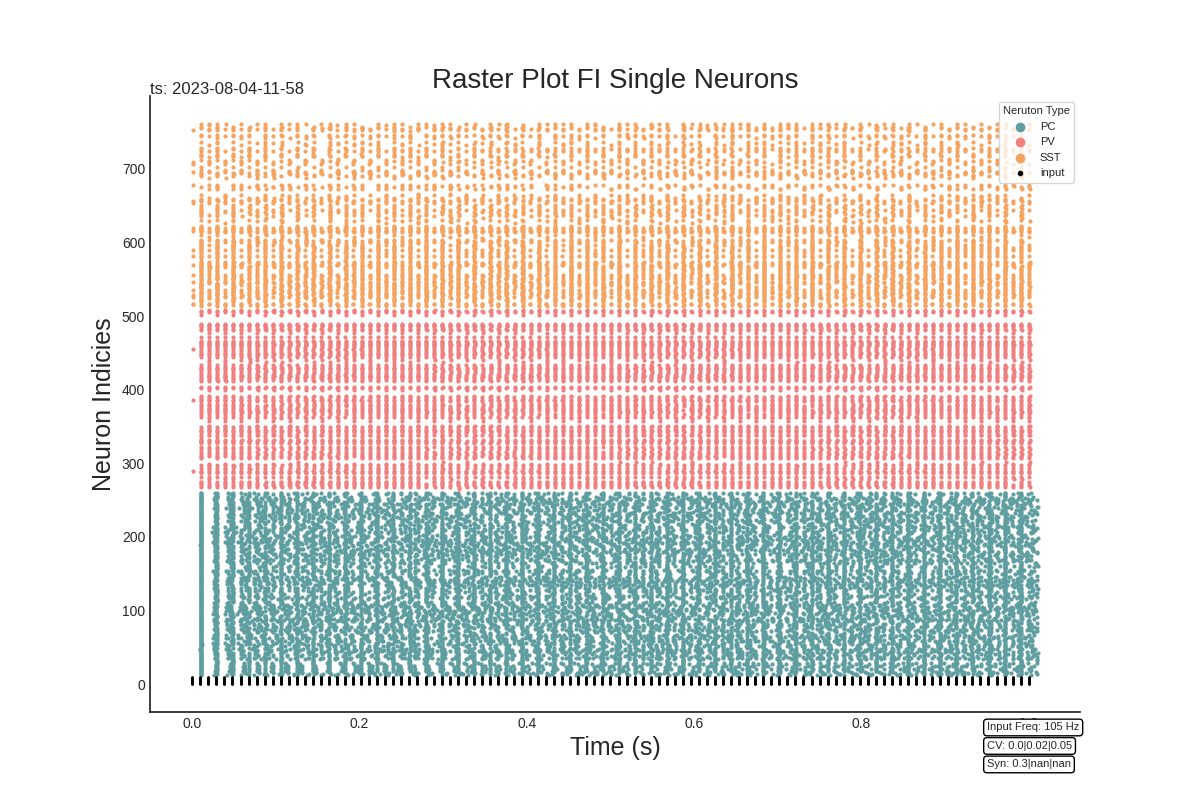 Raster Plot FI Single Neurons
ts: 2023-08-04-11-58
Neruton Type
PC
PV
SST
input
Neuron Indicies
700
600
500
400
300
200
100
0
0.0 0.2 0.4 0.6 0.8
Time (s)
Input Freq: 105 Hz
CV: 0.0|0.02|0.05
Syn: 0.3|nan|nan